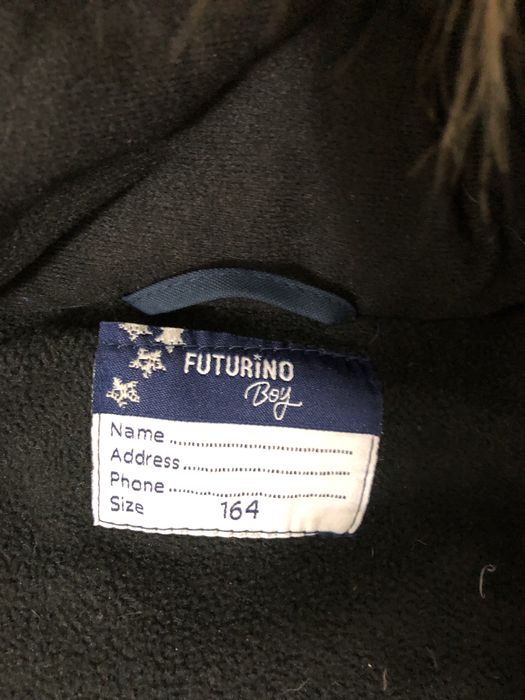 FUTURiNO
Boy
Name
Address
Phone
Size 164